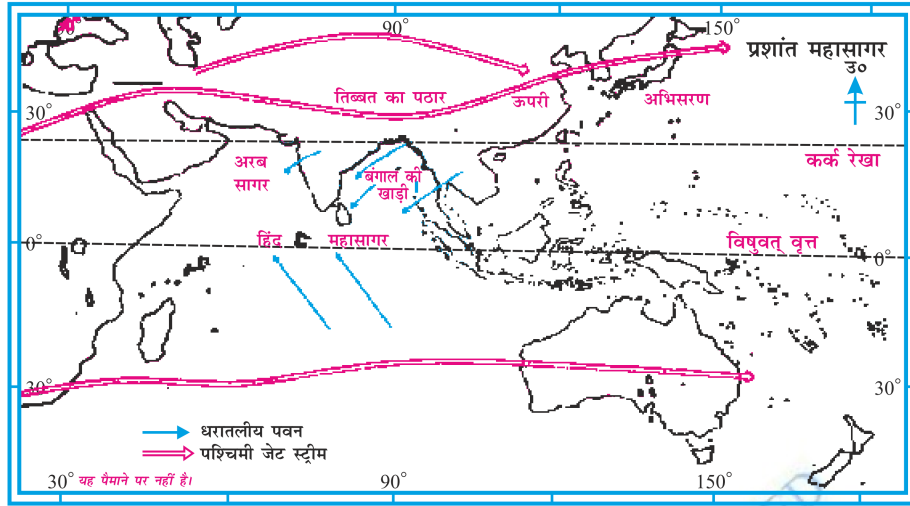 90°
150°
प्रशांत महासागर
उ०
तिब्बत का पठार
ऊपरी
अभिसरण
30°
30°
कर्क रेखा
अरब
सागर
बंगाल की
खाड़ी
हिंद
महासागर
विषुवत् वृत्त
0°
0°
30°
30°
धरातलीय पवन
पश्चिमी जेट स्ट्रीम
30°
यह पैमाने पर नहीं है।
90°
150°